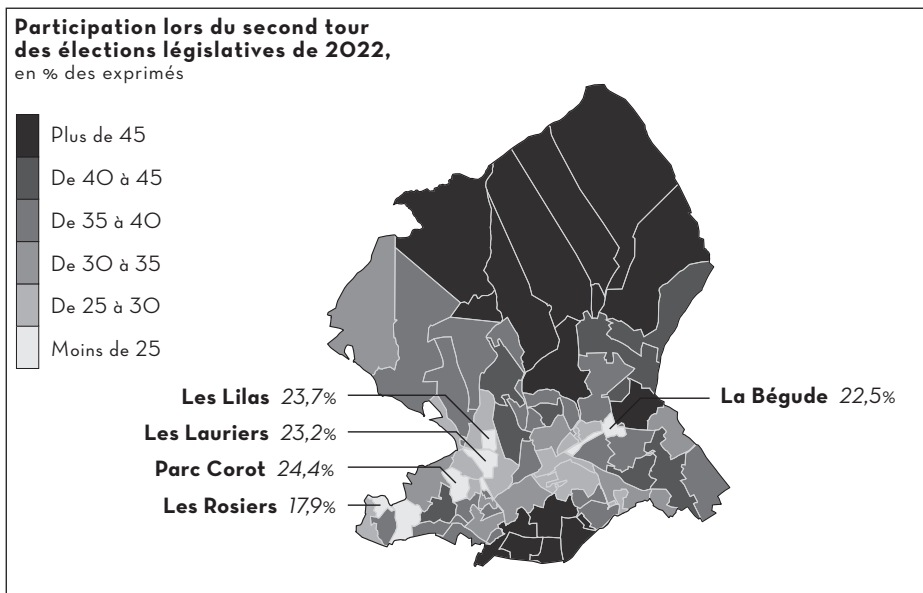 Participation lors du second tour
des élections législatives de 2022,
en % des exprimés
Plus de 45
De 40 à 45
De 35 à 40
De 30 à 35
De 25 à 30
Moins de 25
Les Lilas 23,7%
Les Lauriers 23,2%
Parc Corot 24,4%
Les Rosiers 17,9%
La Bégude 22,5%